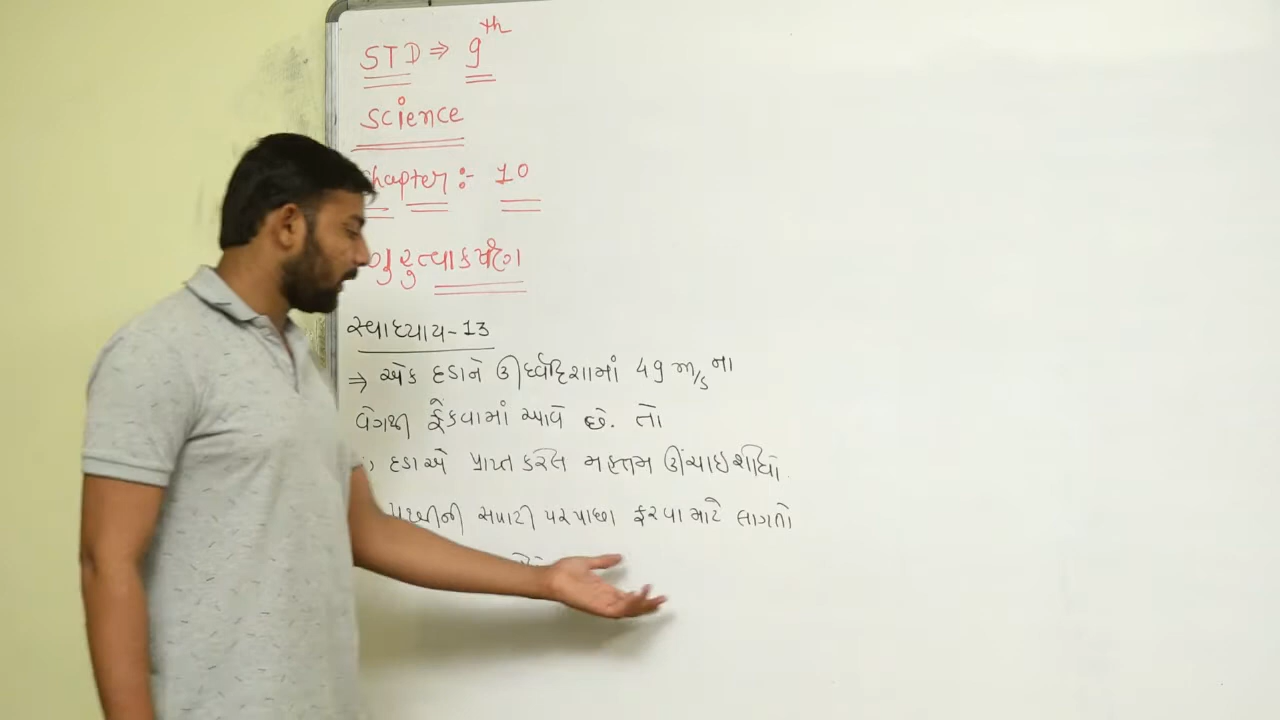 STD ⇒ 9th
Science
Chapter :- 10
ગુરુત્વાકર્ષણ
સ્વાધ્યાય-13
⇒ એક દડાને ઊર્ધ્વદિશામાં 49 m/s ના
વેગથી ફેંકવામાં આવે છે. તો
દડાએ પ્રાપ્ત કરેલ મહત્તમ ઊંચાઇ શોધો.
સપાટી પર પાછા ફરવા માટે લાગતો